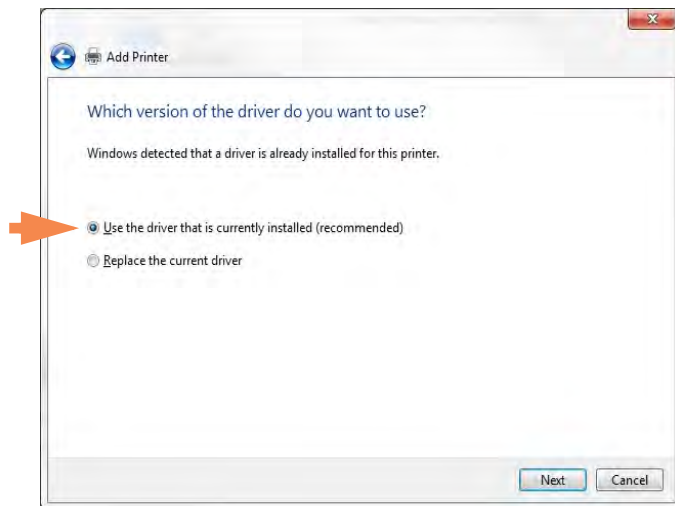 Add Printer
Which version of the driver do you want to use?
Windows detected that a driver is already installed for this printer.
Use the driver that is currently installed (recommended)
Replace the current driver
Next Cancel